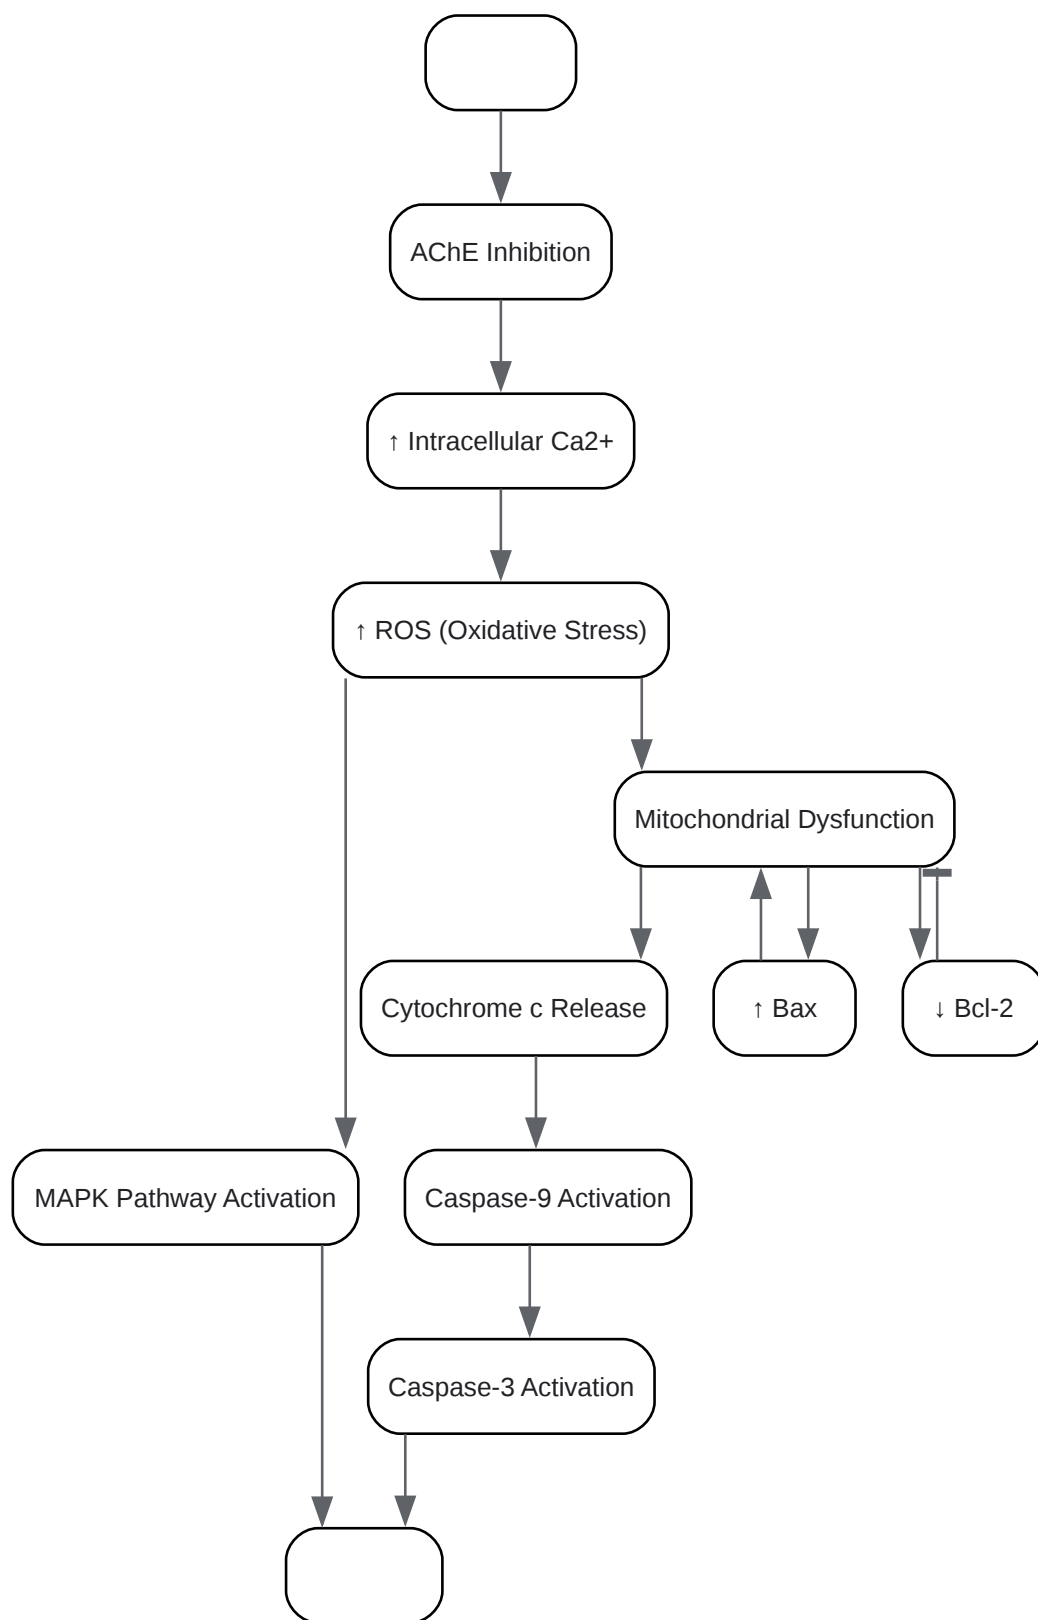 AChE Inhibition
↑ Intracellular Ca2+
↑ ROS (Oxidative Stress)
Mitochondrial Dysfunction
Cytochrome c Release
↑ Bax
↓ Bcl-2
MAPK Pathway Activation
Caspase-9 Activation
Caspase-3 Activation